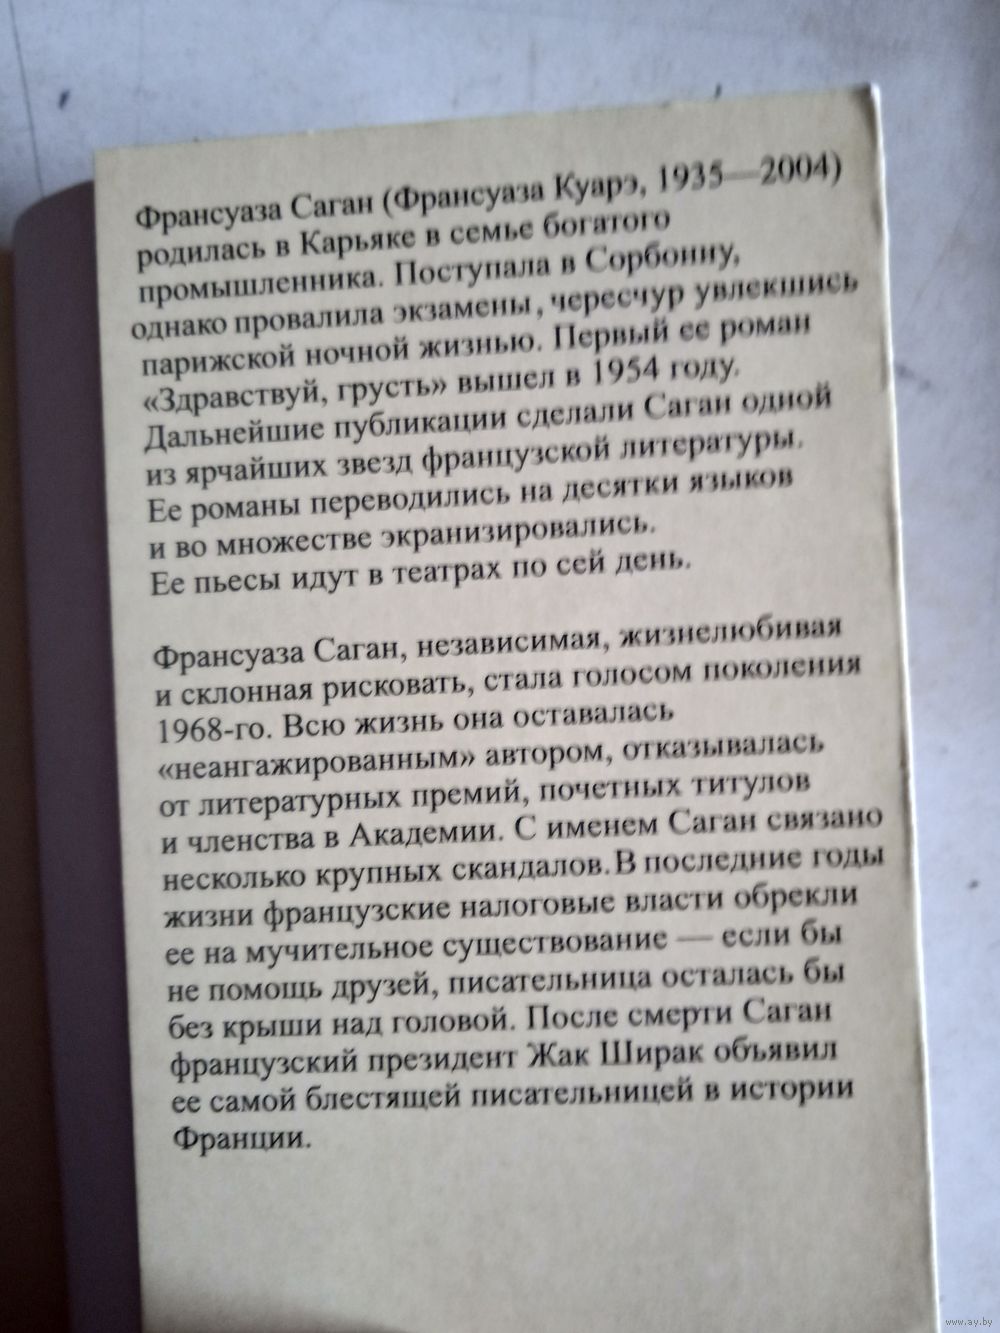 Франсуаза Саган (Франсуаза Куарэ, 1935—2004)
родилась в Карьяке в семье богатого
промышленника. Поступала в Сорбонну,
однако провалила экзамены, чересчур увлекшись
парижской ночной жизнью. Первый ее роман
«Здравствуй, грусть» вышел в 1954 году.
Дальнейшие публикации сделали Саган одной
из ярчайших звезд французской литературы.
Ее романы переводились на десятки языков
и во множестве экранизировались.
Ее пьесы идут в театрах по сей день.
Франсуаза Саган, независимая, жизнелюбивая
и склонная рисковать, стала голосом поколения
1968-го. Всю жизнь она оставалась
«неангажированным» автором, отказывалась
от литературных премий, почетных титулов
и членства в Академии. С именем Саган связано
несколько крупных скандалов. В последние годы
жизни французские налоговые власти обрекли
ее на мучительное существование — если бы
не помощь друзей, писательница осталась бы
без крыши над головой. После смерти Саган
французский президент Жак Ширак объявил
ее самой блестящей писательницей в истории
Франции.
www.ay.by